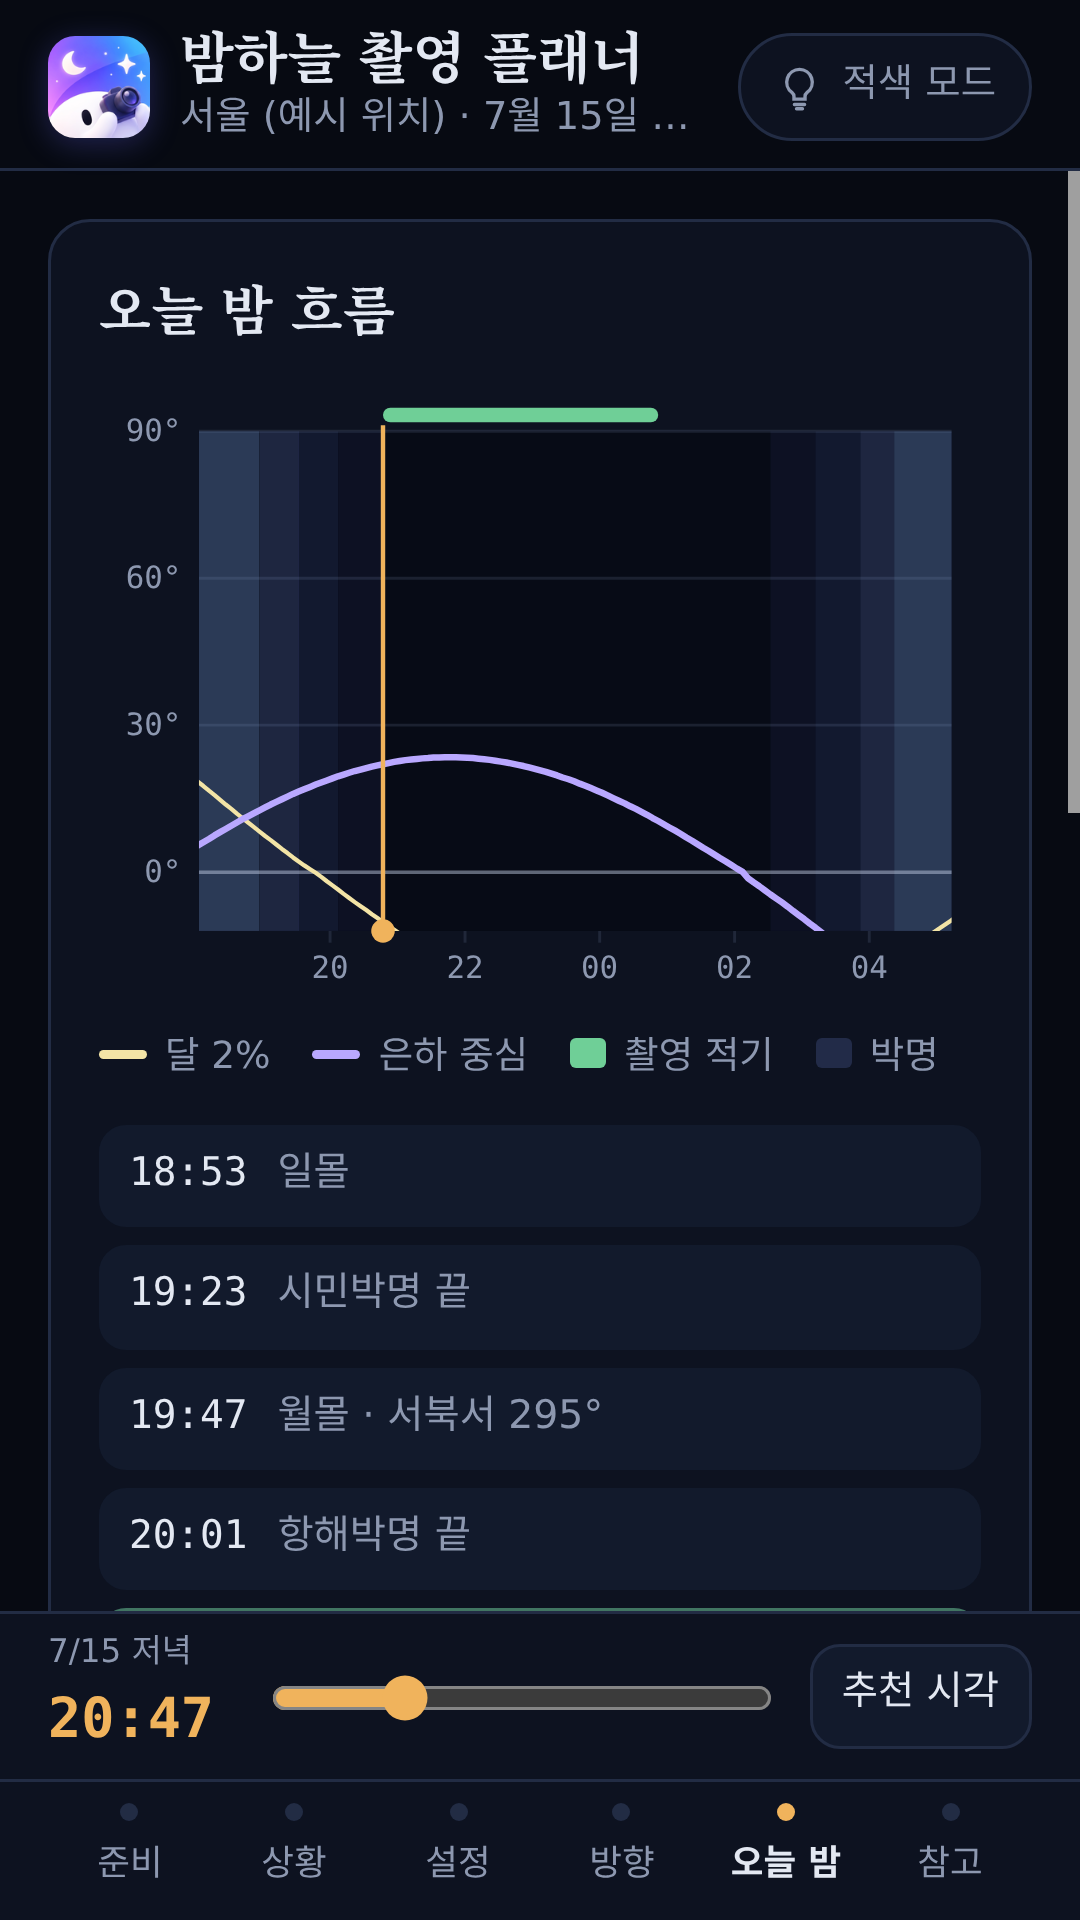 밤하늘 촬영 플래너
서울 (예시 위치) · 7월 15일 ...
적색 모드
오늘 밤 흐름
90°
60°
30°
0°
20 22 00 02 04
달 2% 은하 중심 촬영 적기 박명
18:53 일몰
19:23 시민박명 끝
19:47 월몰 · 서북서 295°
20:01 항해박명 끝
7/15 저녁
20:47
추천 시각
준비 상황 설정 방향 오늘 밤 참고